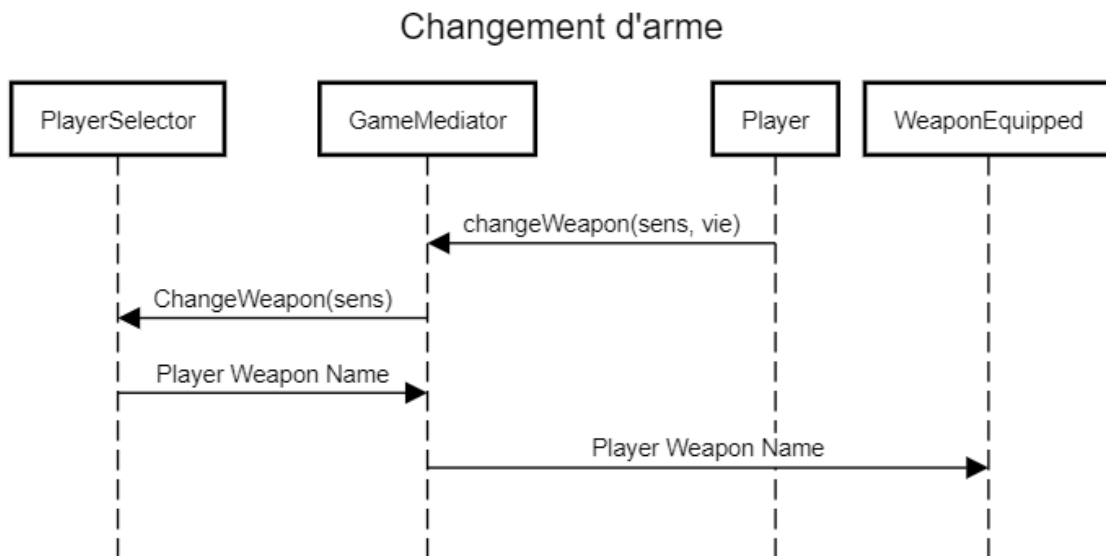 Changement d'arme
PlayerSelector
GameMediator
Player
WeaponEquipped
changeWeapon(sens, vie)
ChangeWeapon(sens)
Player Weapon Name
Player Weapon Name